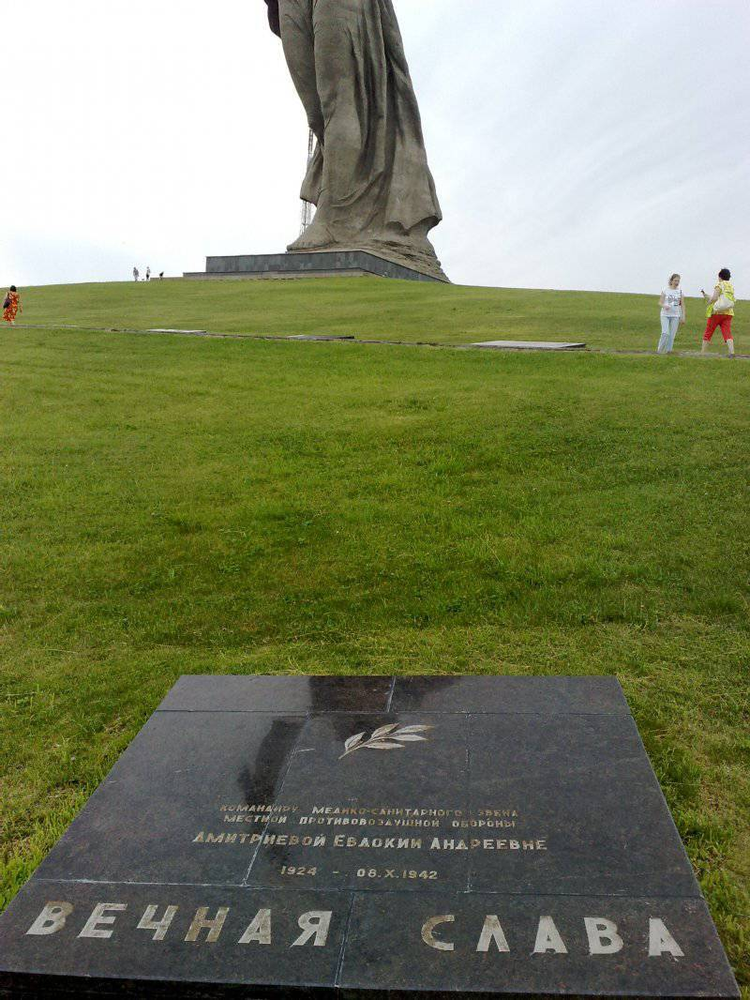 КОМАНДИРУ МЕДИКО-САНИТАРНОГО ЗВЕНА
МЕСТНОЙ ПРОТИВОВОЗДУШНОЙ ОБОРОНЫ
ДМИТРИЕВОЙ ЕВДОКИИ АНДРЕЕВНЕ
1924 - 08.X.1942
ВЕЧНАЯ СЛАВА